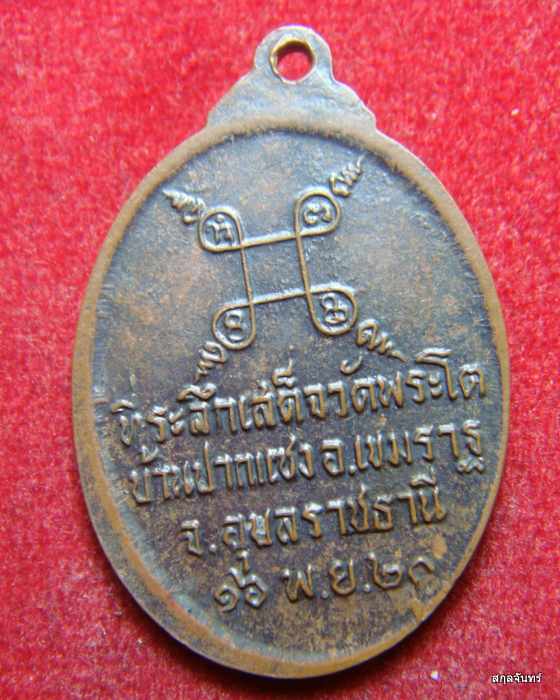 ที่ระลึกเสด็จวัดพระโต
บ้านปากแซง อ.เขมราฐ
จ.อุบลราชธานี
๑๖ พ.ย.๒๐
สกุลจันทร์